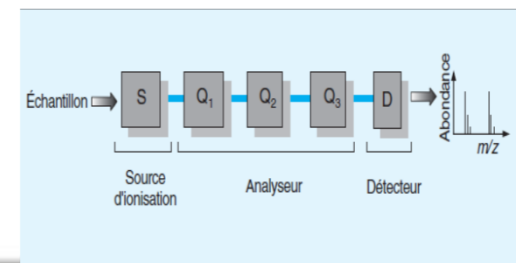 Échantillon S Q₁ Q₂ Q₃ D Abondance
m/z
Source
d'ionisation
Analyseur
Détecteur